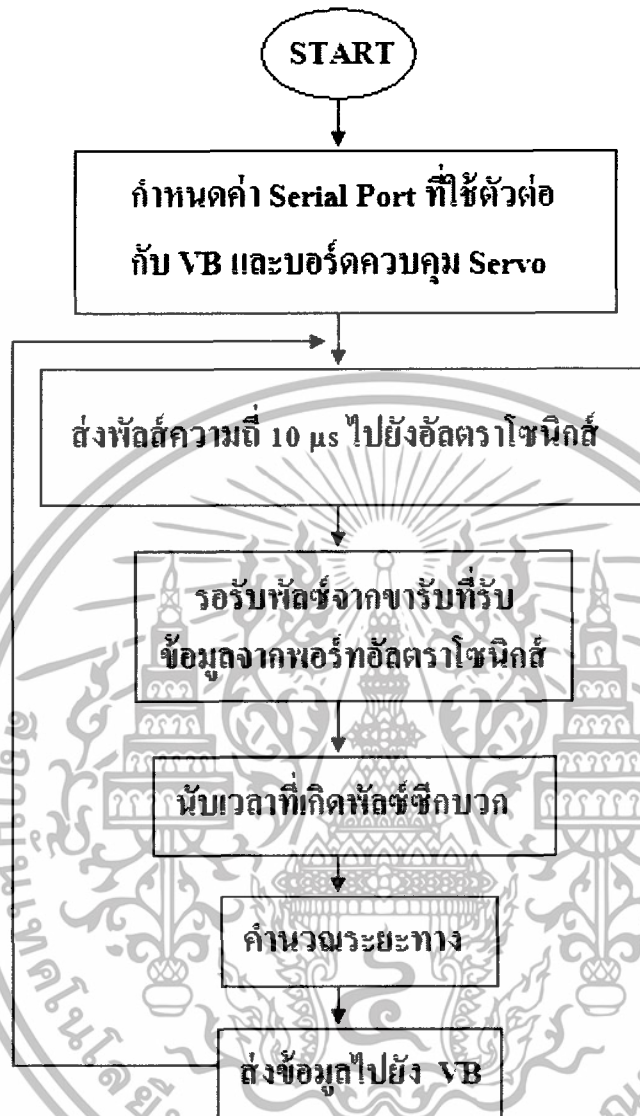 START
กำหนดค่า Serial Port ที่ใช้ตัวต่อ
กับ VB และบอร์ดควบคุม Servo
ส่งพัลส์ความถี่ 10 μs ไปยังอัลตราโซนิกส์
รอรับพัลซ์จากขารับที่รับ
ข้อมูลจากพอร์ทอัลตราโซนิกส์
นับเวลาที่เกิดพัลซ์ซีกบวก
คำนวณระยะทาง
ส่งข้อมูลไปยัง VB